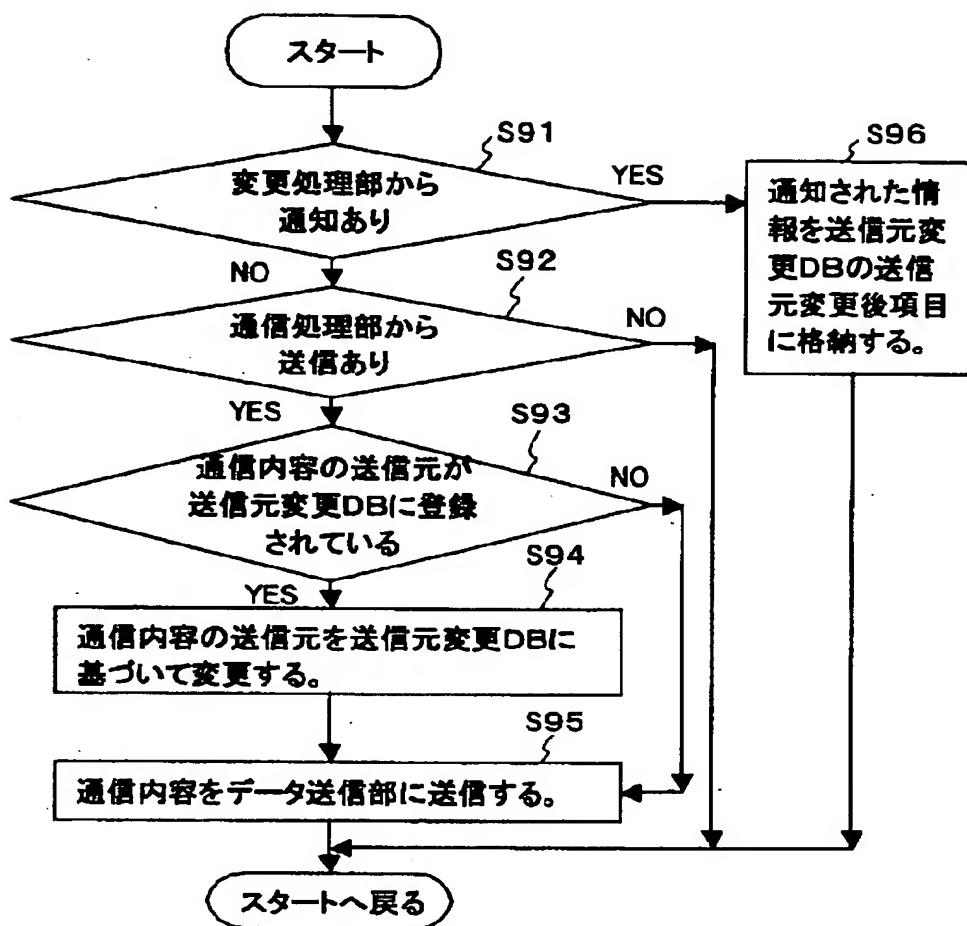 スタート
S91
変更処理部から
通知あり
YES
S96
通知された情
報を送信元変
更DBの送信
元変更後項目
に格納する。
NO
S92
通信処理部から
送信あり
NO
YES
S93
通信内容の送信元が
送信元変更DBに登録
されている
NO
YES
S94
通信内容の送信元を送信元変更DBに
基づいて変更する。
S95
通信内容をデータ送信部に送信する。
スタートへ戻る